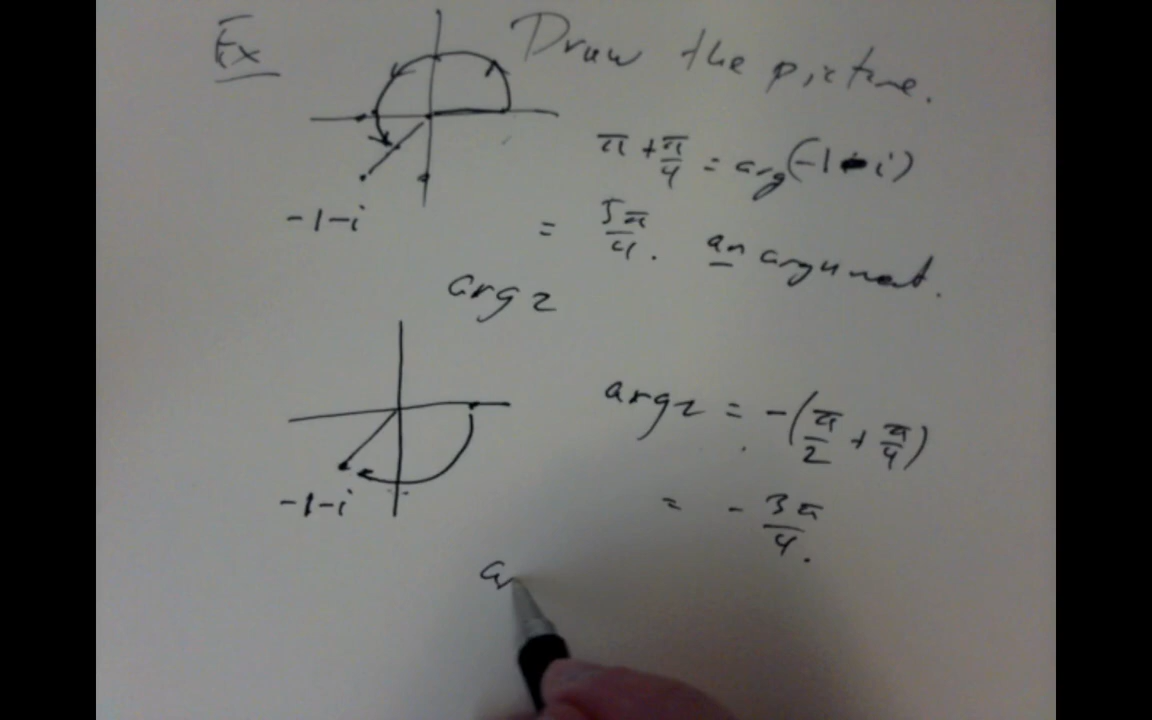 Ex Draw the picture.
π + π/4 = arg(-1-i)
-1-i
= 5π/4. an argument.
arg z
arg z = -(π/2 + π/4)
-1-i
= -3π/4.
a